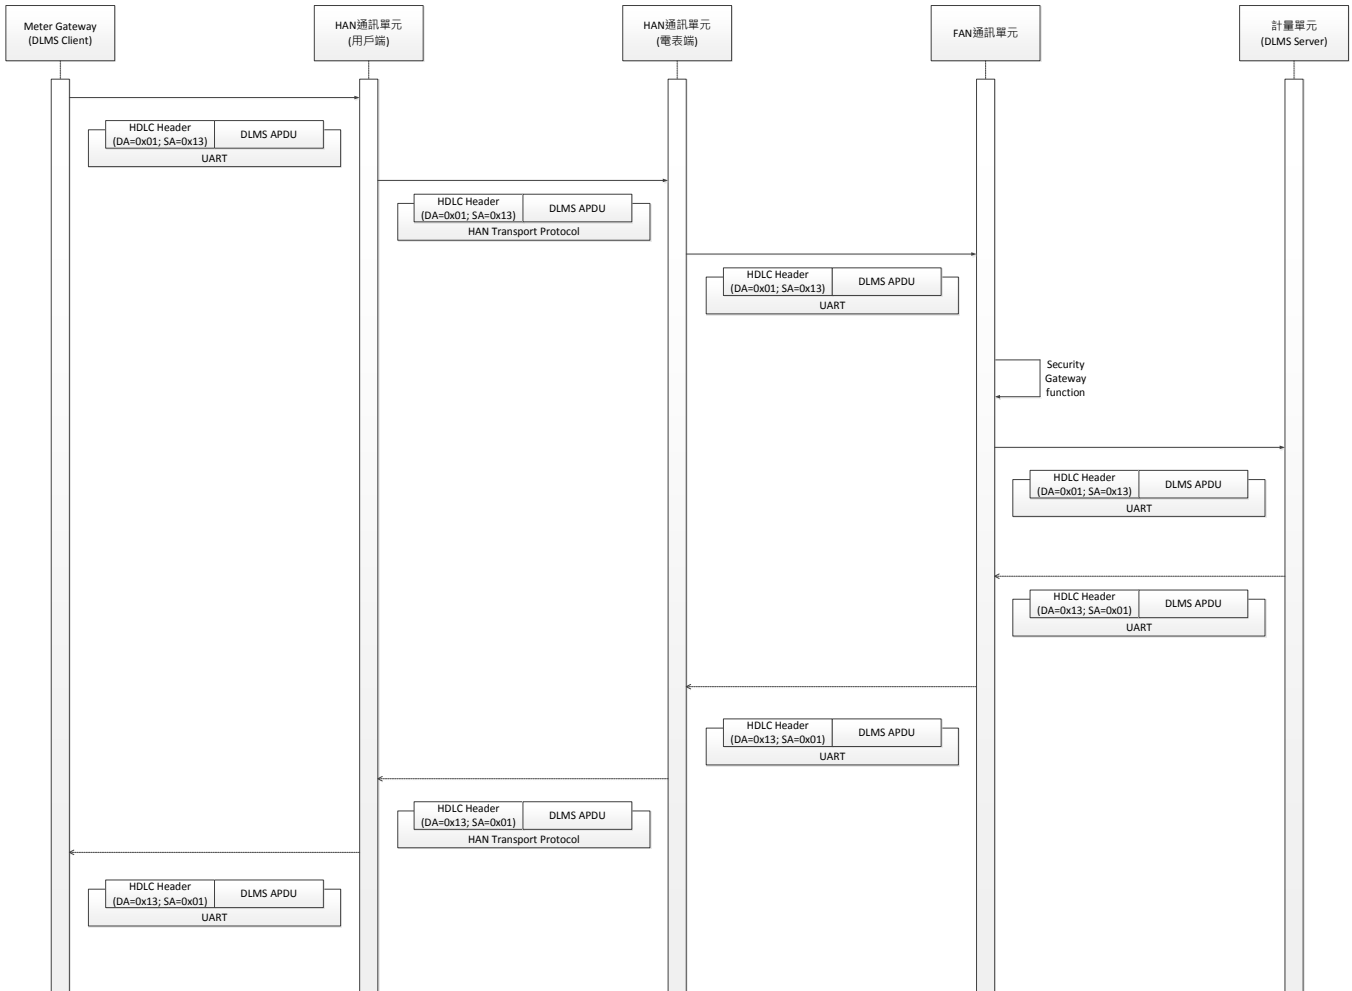 Meter Gateway
(DLMS Client)
HAN通訊單元
(用戶端)
HAN通訊單元
(電表端)
FAN通訊單元
計量單元
(DLMS Server)
HDLC Header
(DA=0x01; SA=0x13)
DLMS APDU
UART
HDLC Header
(DA=0x01; SA=0x13)
DLMS APDU
HAN Transport Protocol
HDLC Header
(DA=0x01; SA=0x13)
DLMS APDU
UART
Security
Gateway
function
HDLC Header
(DA=0x01; SA=0x13)
DLMS APDU
UART
HDLC Header
(DA=0x13; SA=0x01)
DLMS APDU
UART
HDLC Header
(DA=0x13; SA=0x01)
DLMS APDU
UART
HDLC Header
(DA=0x13; SA=0x01)
DLMS APDU
HAN Transport Protocol
HDLC Header
(DA=0x13; SA=0x01)
DLMS APDU
UART